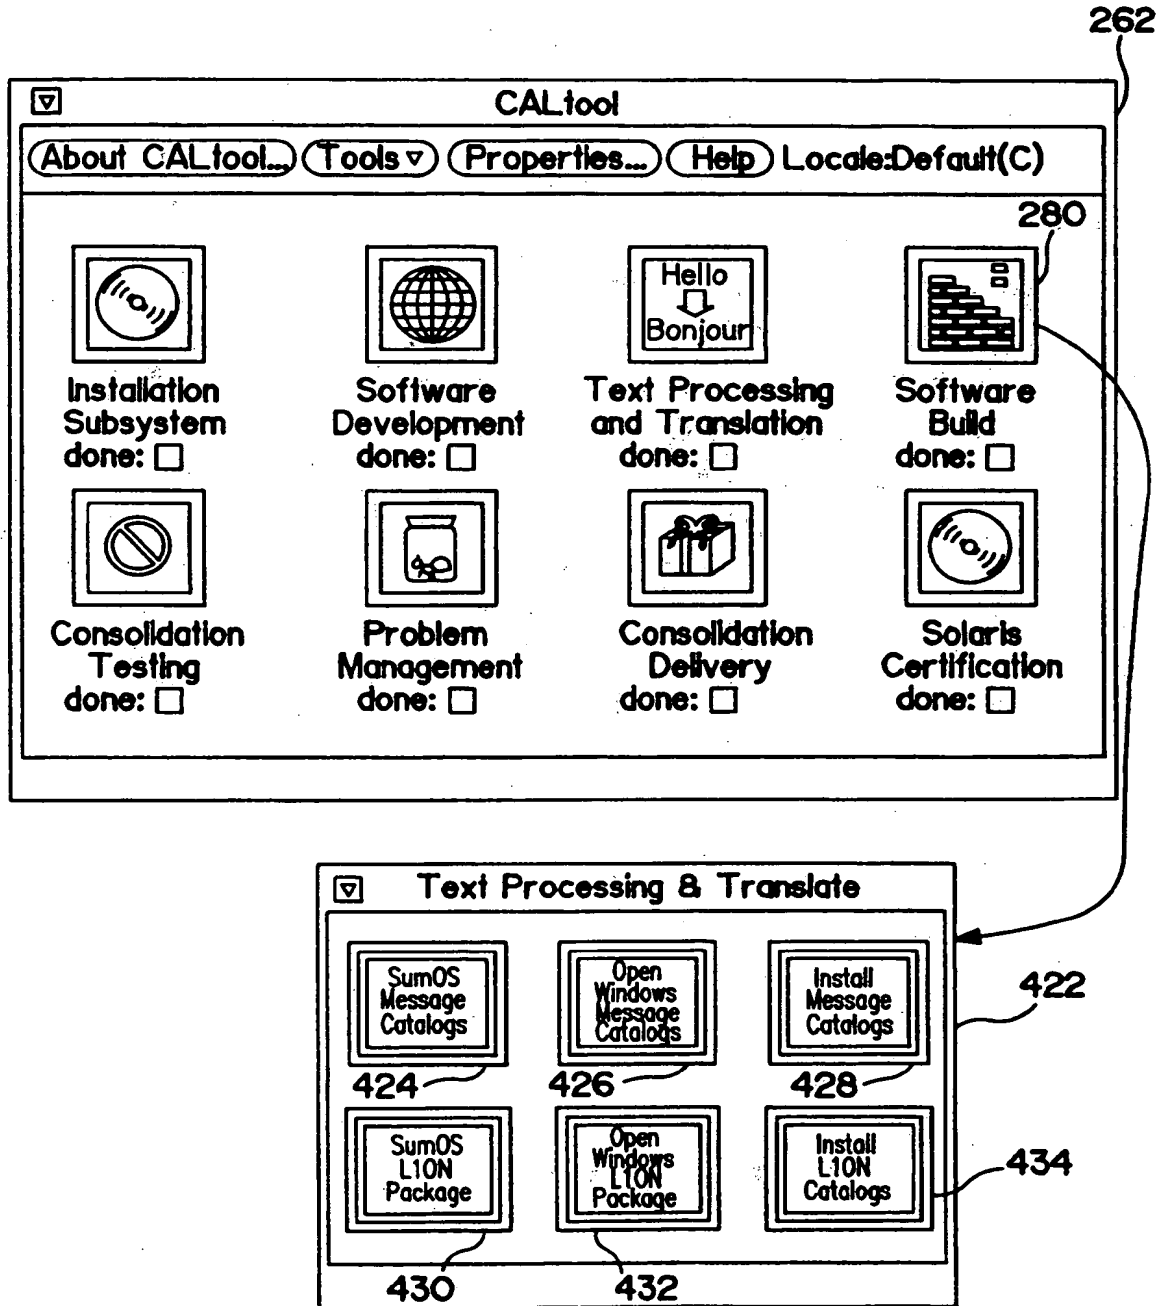 262
CALtool
About CALtool... Tools Properties... Help Locale:Default(C)
280
Hello
Bonjour
Installation
Subsystem
done:
Software
Development
done:
Text Processing
and Translation
done:
Software
Build
done:
Consolidation
Testing
done:
Problem
Management
done:
Consolidation
Delivery
done:
Solaris
Certification
done:
Text Processing & Translate
SumOS
Message
Catalogs
Open
Windows
Message
Catalogs
Install
Message
Catalogs
422
424
426
428
SumOS
L10N
Package
Open
Windows
L10N
Package
Install
L10N
Catalogs
434
430
432